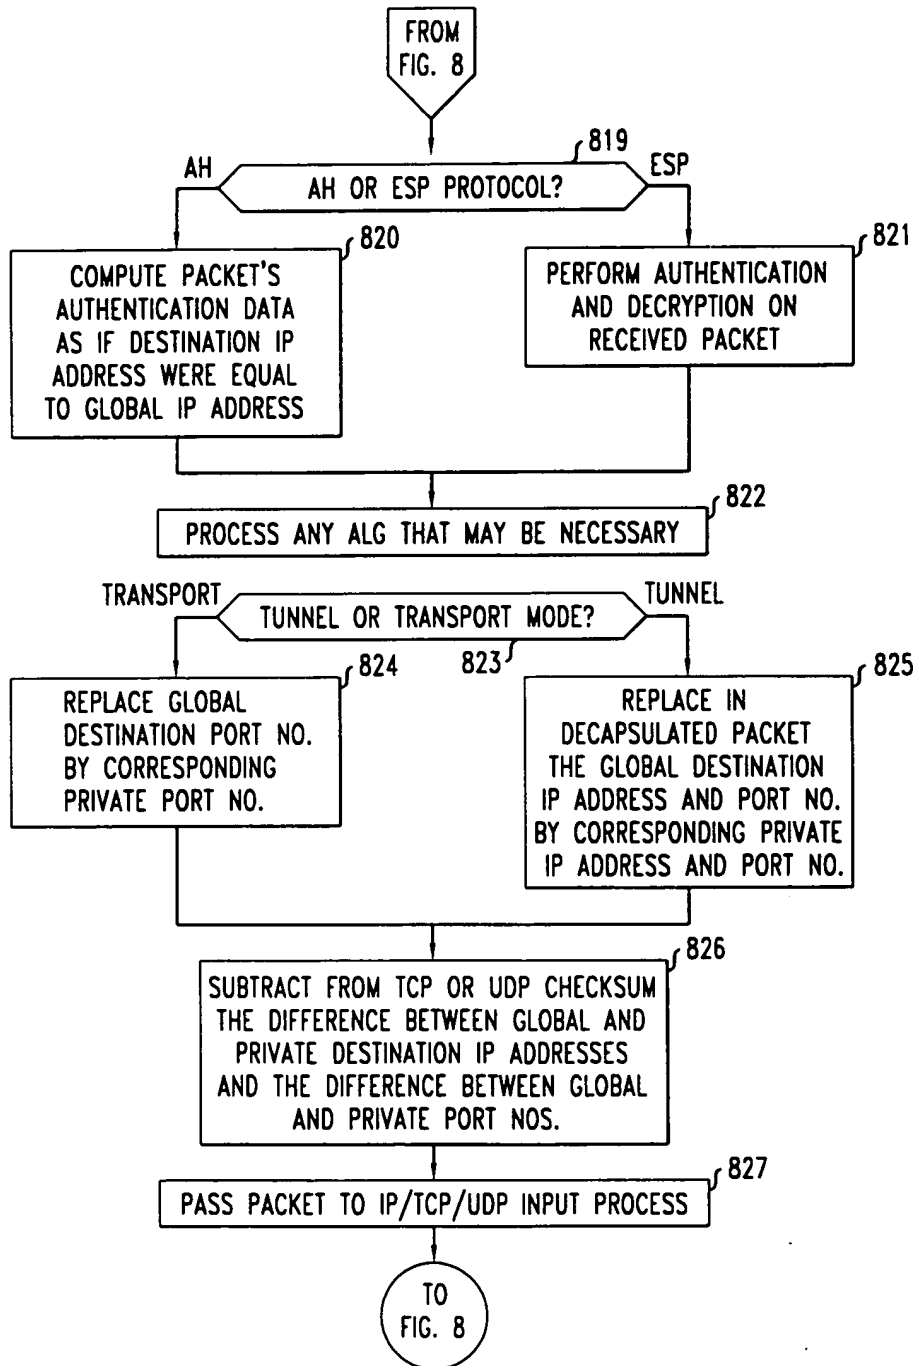 FROM
FIG. 8
819
AH
ESP
AH OR ESP PROTOCOL?
820
821
COMPUTE PACKET'S
AUTHENTICATION DATA
AS IF DESTINATION IP
ADDRESS WERE EQUAL
TO GLOBAL IP ADDRESS
PERFORM AUTHENTICATION
AND DECRYPTION ON
RECEIVED PACKET
822
PROCESS ANY ALG THAT MAY BE NECESSARY
TRANSPORT
TUNNEL
TUNNEL OR TRANSPORT MODE?
823
824
825
REPLACE GLOBAL
DESTINATION PORT NO.
BY CORRESPONDING
PRIVATE PORT NO.
REPLACE IN
DECAPSULATED PACKET
THE GLOBAL DESTINATION
IP ADDRESS AND PORT NO.
BY CORRESPONDING PRIVATE
IP ADDRESS AND PORT NO.
826
SUBTRACT FROM TCP OR UDP CHECKSUM
THE DIFFERENCE BETWEEN GLOBAL AND
PRIVATE DESTINATION IP ADDRESSES
AND THE DIFFERENCE BETWEEN GLOBAL
AND PRIVATE PORT NOS.
827
PASS PACKET TO IP/TCP/UDP INPUT PROCESS
TO
FIG. 8